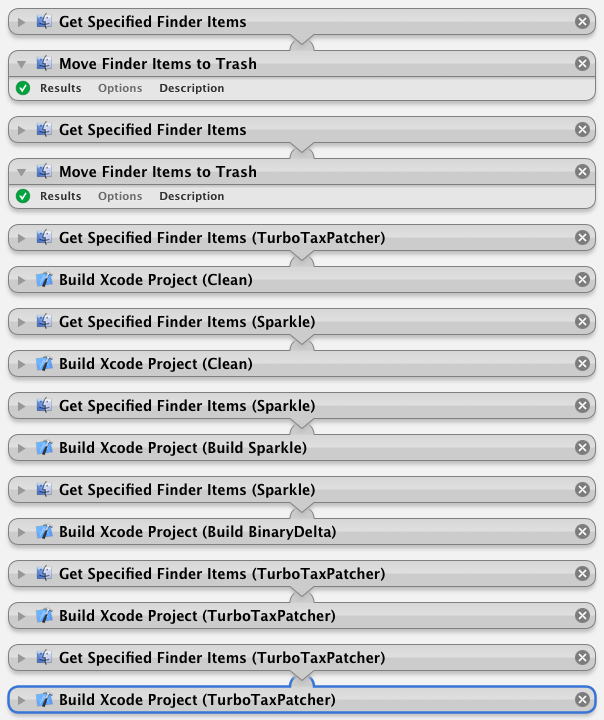 Get Specified Finder Items
Move Finder Items to Trash
Results Options Description
Get Specified Finder Items
Move Finder Items to Trash
Results Options Description
Get Specified Finder Items (TurboTaxPatcher)
Build Xcode Project (Clean)
Get Specified Finder Items (Sparkle)
Build Xcode Project (Clean)
Get Specified Finder Items (Sparkle)
Build Xcode Project (Build Sparkle)
Get Specified Finder Items (Sparkle)
Build Xcode Project (Build BinaryDelta)
Get Specified Finder Items (TurboTaxPatcher)
Build Xcode Project (TurboTaxPatcher)
Get Specified Finder Items (TurboTaxPatcher)
Build Xcode Project (TurboTaxPatcher)